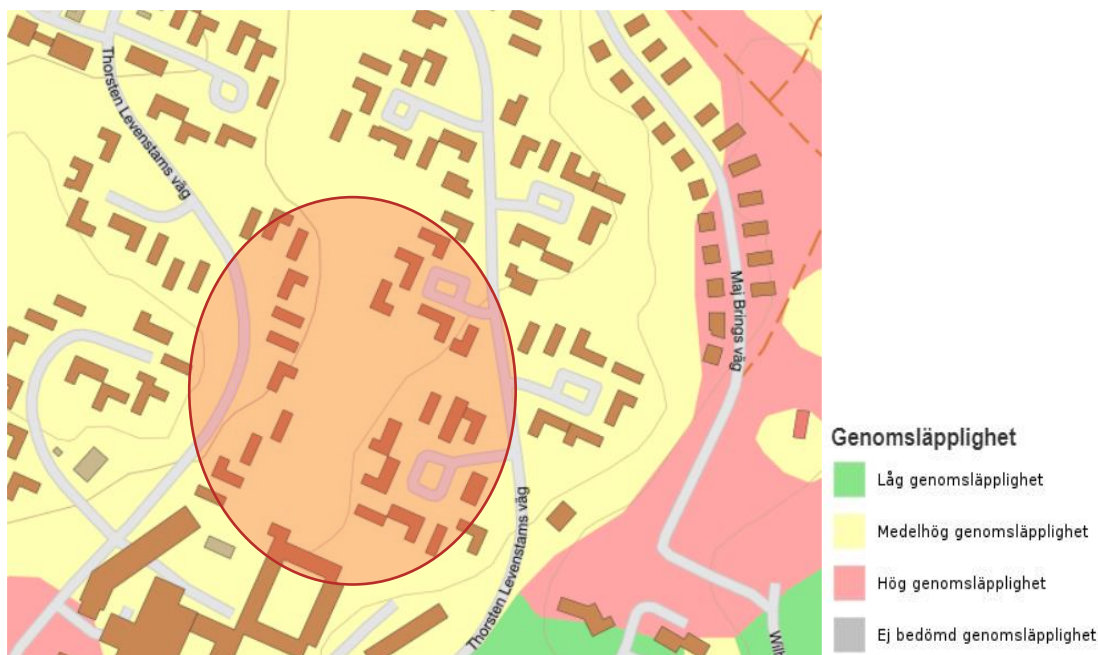 Thorsten Levenstams väg
Maj Brings väg
Thorsten Levenstams väg
Wilh
Genomsläpplighet
Låg genomsläpplighet
Medelhög genomsläpplighet
Hög genomsläpplighet
Ej bedömd genomsläpplighet